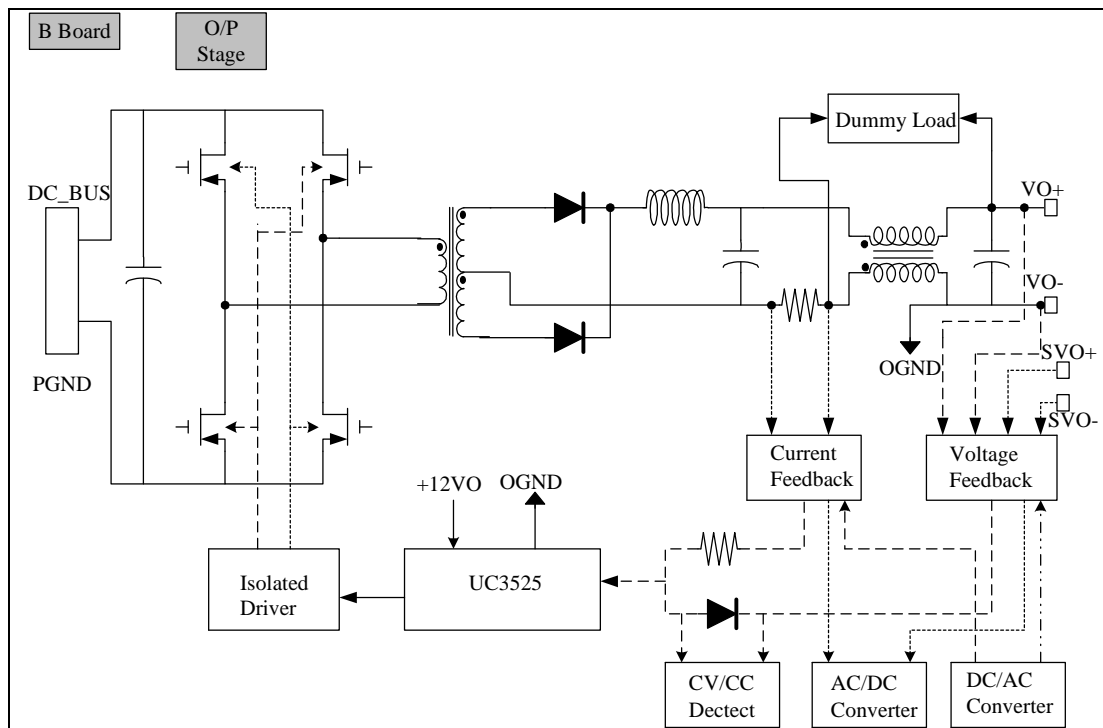 B Board
O/P
Stage
Dummy Load
DC_BUS
VO+
VO-
OGND
SVO+
SVO-
PGND
Current
Feedback
Voltage
Feedback
+12VO
OGND
Isolated
Driver
UC3525
CV/CC
Dectect
AC/DC
Converter
DC/AC
Converter